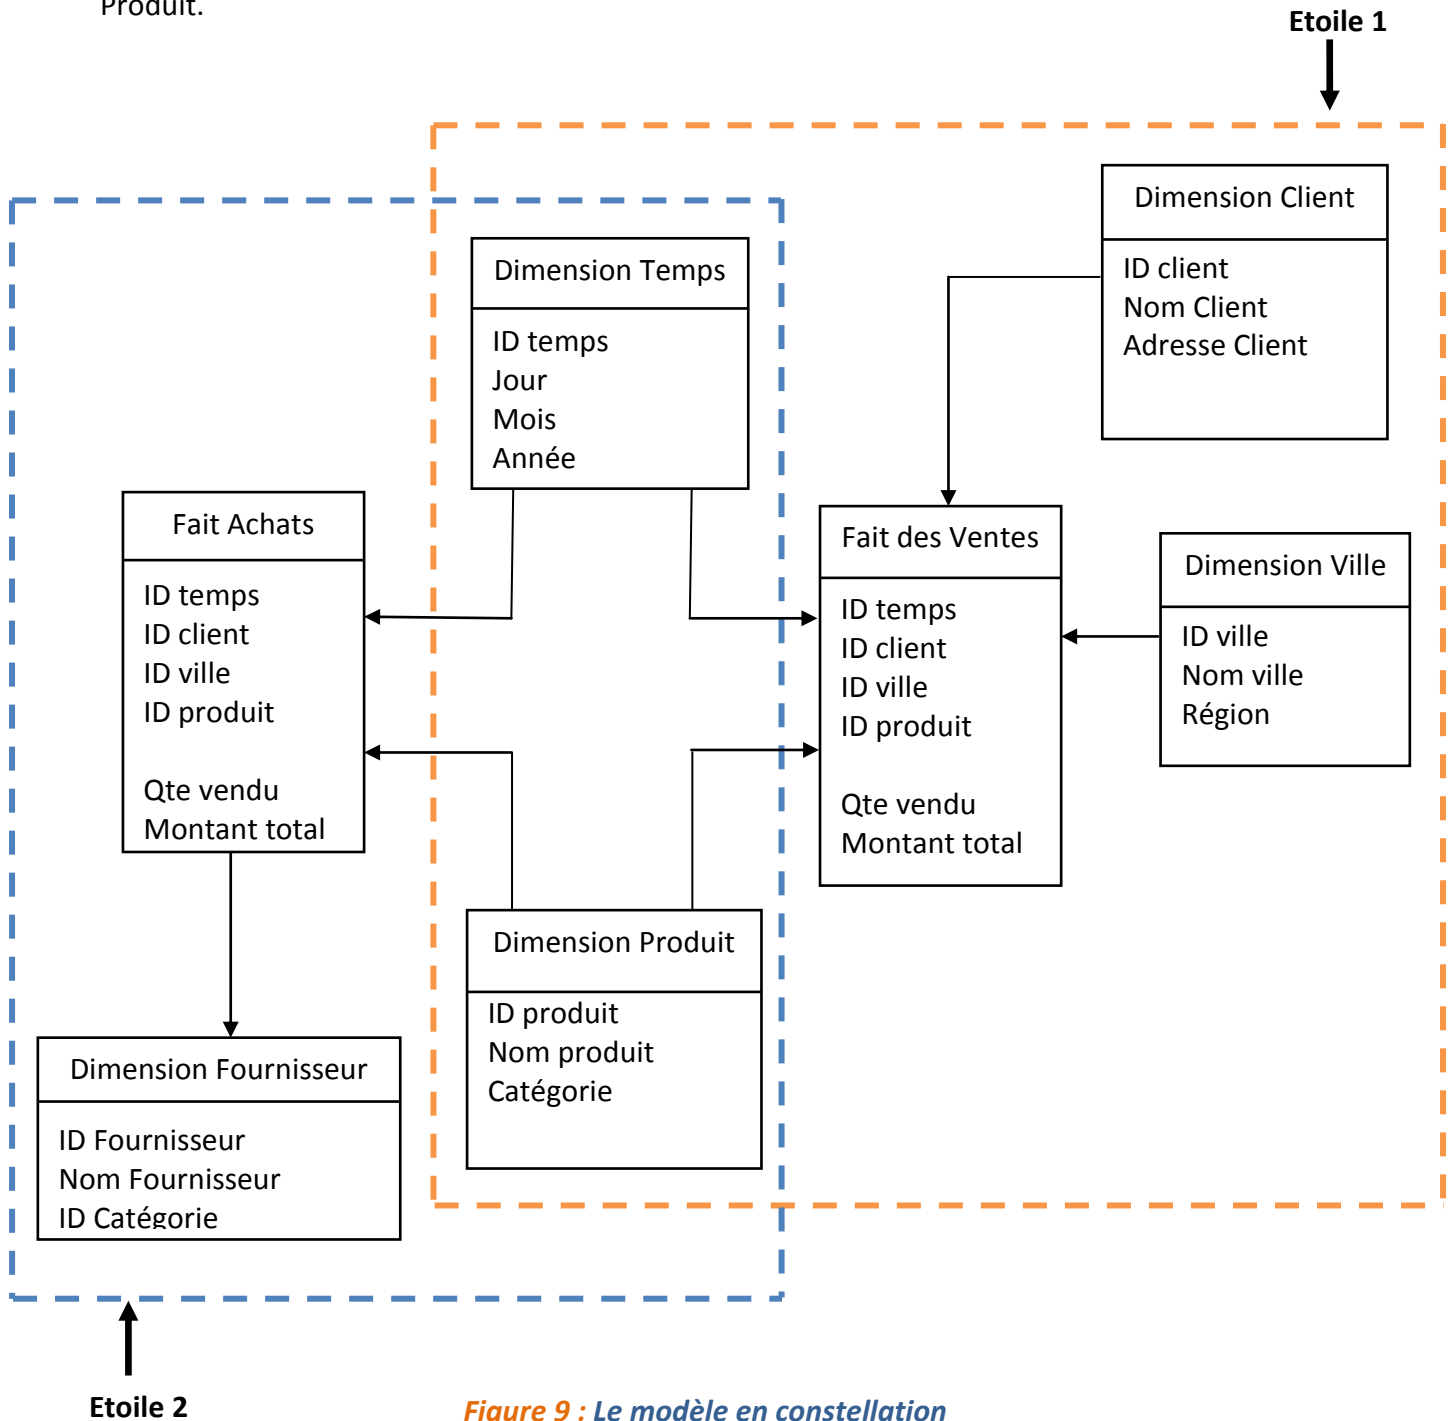 Produit.
Etoile 1
Dimension Client
ID client
Nom Client
Adresse Client
Dimension Temps
ID temps
Jour
Mois
Année
Fait Achats
ID temps
ID client
ID ville
ID produit
Qte vendu
Montant total
Fait des Ventes
ID temps
ID client
ID ville
ID produit
Qte vendu
Montant total
Dimension Ville
ID ville
Nom ville
Région
Dimension Produit
ID produit
Nom produit
Catégorie
Dimension Fournisseur
ID Fournisseur
Nom Fournisseur
ID Catégorie
Etoile 2
Figure 9 : Le modèle en constellation